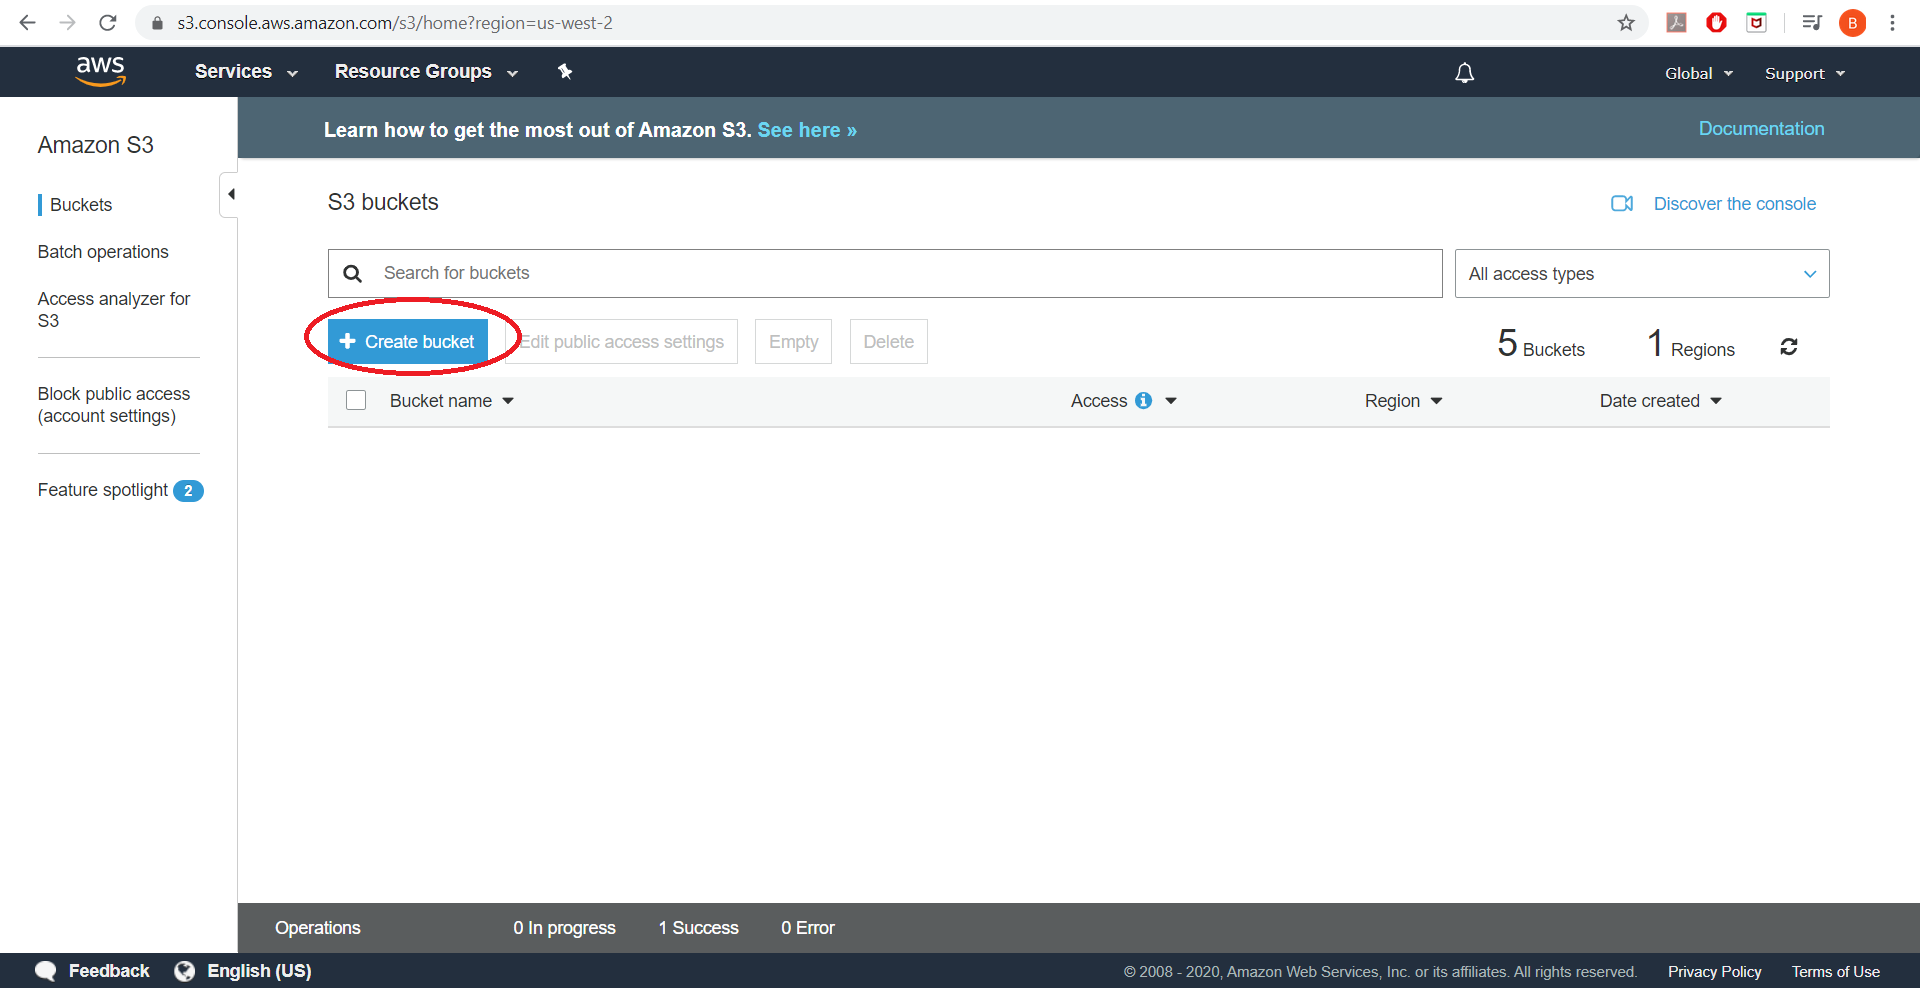 s3.console.aws.amazon.com/s3/home?region=us-west-2
B
aws
Services
Resource Groups
Global
Support
Amazon S3
Buckets
Batch operations
Access analyzer for
S3
Block public access
(account settings)
Feature spotlight 2
Learn how to get the most out of Amazon S3. See here »
Documentation
S3 buckets
Discover the console
Search for buckets
All access types
Create bucket
Edit public access settings
Empty
Delete
5 Buckets
1 Regions
Bucket name
Access
Region
Date created
Operations
0 In progress
1 Success
0 Error
Feedback
English (US)
© 2008 - 2020, Amazon Web Services, Inc. or its affiliates. All rights reserved.
Privacy Policy
Terms of Use